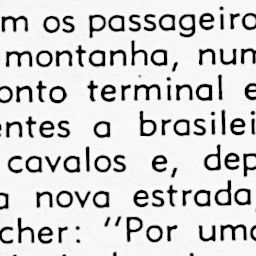 m os passageiro
montanha, num
onto terminal e
entes a brasilei
cavalos e, dep
a nova estrada,
cher: “Por uma